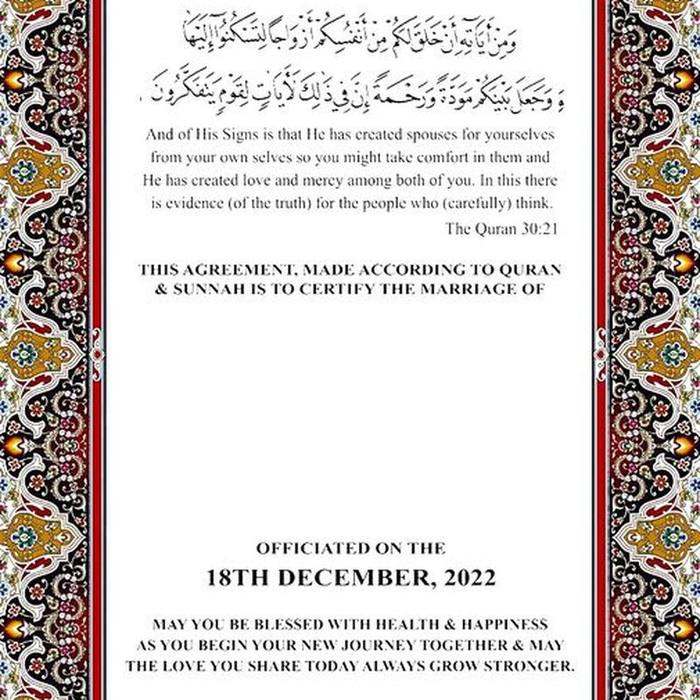 وَمِنْ آيَاتِهِ أَنْ خَلَقَ لَكُمْ مِنْ أَنْفُسِكُمْ أَزْوَاجًا لِتَسْكُنُوا إِلَيْهَا
وَجَعَلَ بَيْنَكُمْ مَوَدَّةً وَرَحْمَةً إِنَّ فِي ذَلِكَ لَآيَاتٍ لِقَوْمٍ يَتَفَكَّرُونَ
And of His Signs is that He has created spouses for yourselves
from your own selves so you might take comfort in them and
He has created love and mercy among both of you. In this there
is evidence (of the truth) for the people who (carefully) think.
The Quran 30:21
THIS AGREEMENT, MADE ACCORDING TO QURAN
& SUNNAH IS TO CERTIFY THE MARRIAGE OF
OFFICIATED ON THE
18TH DECEMBER, 2022
MAY YOU BE BLESSED WITH HEALTH & HAPPINESS
AS YOU BEGIN YOUR NEW JOURNEY TOGETHER & MAY
THE LOVE YOU SHARE TODAY ALWAYS GROW STRONGER.